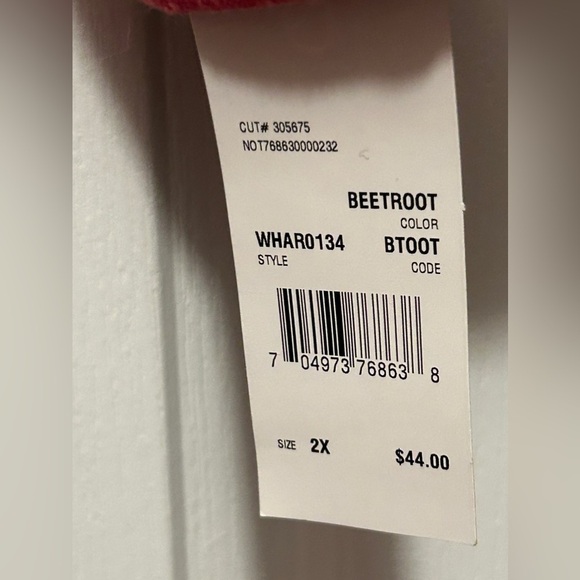 CUT# 305675
NOT768630000232
BEETROOT
COLOR
WHAR0134 BTOOT
STYLE CODE
7 04973 76863 8
SIZE 2X $44.00